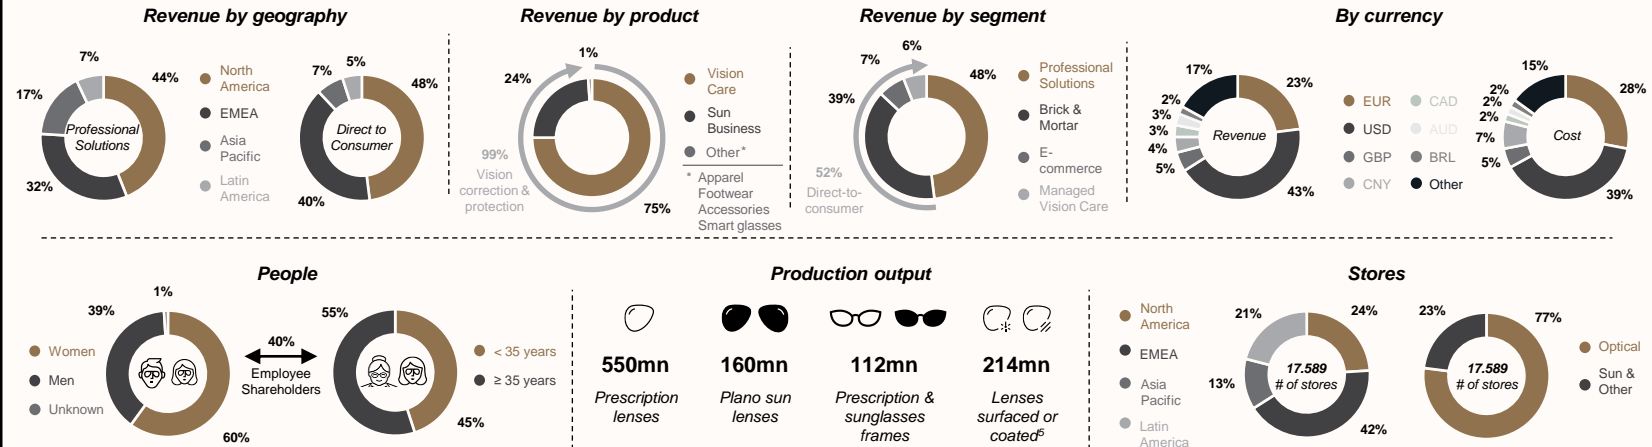 Revenue by geography
7%
44%
17%
32%
Professional
Solutions
North
America
EMEA
Asia
Pacific
Latin
America
5%
7%
48%
40%
Direct to
Consumer
Revenue by product
1%
24%
75%
99%
Vision
correction &
protection
Vision
Care
Sun
Business
Other*
* Apparel
Footwear
Accessories
Smart glasses
Revenue by segment
6%
7%
48%
39%
52%
Direct-to-
consumer
Professional
Solutions
Brick &
Mortar
E-
commerce
Managed
Vision Care
By currency
17%
23%
2%
3%
3%
4%
5%
43%
Revenue
EUR
USD
GBP
CNY
CAD
AUD
BRL
Other
15%
28%
2%
2%
2%
7%
5%
39%
Cost
People
1%
39%
60%
Women
Men
Unknown
40%
Employee
Shareholders
55%
45%
< 35 years
≥ 35 years
Production output
550mn
Prescription
lenses
160mn
Plano sun
lenses
112mn
Prescription &
sunglasses
frames
214mn
Lenses
surfaced or
coated⁵
Stores
North
America
EMEA
Asia
Pacific
Latin
America
21%
24%
13%
42%
17.589
# of stores
23%
77%
17.589
# of stores
Optical
Sun &
Other